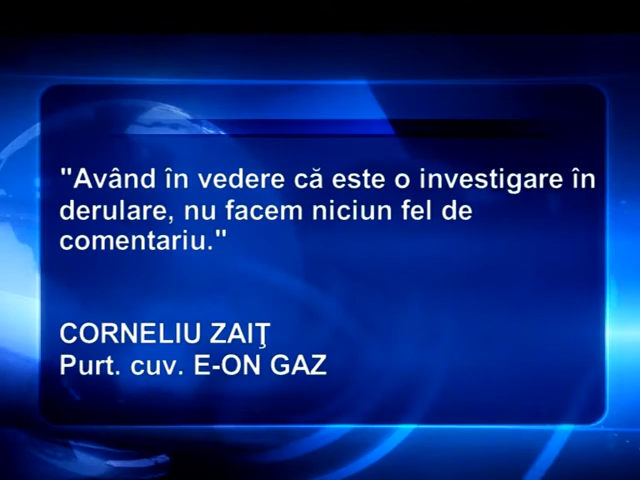 "Având în vedere că este o investigare în
derulare, nu facem niciun fel de
comentariu."
CORNELIU ZAIŢ
Purt. cuv. E-ON GAZ